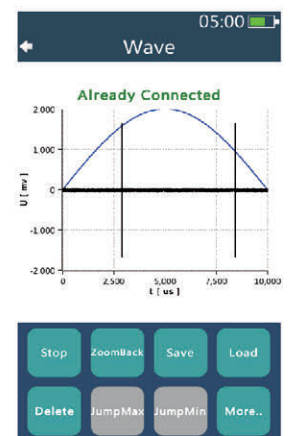 05:00
Wave
Already Connected
2.000
1.000
0
-1.000
-2.000
U [ mv ]
0 2,500 5,000 7,500 10,000
t [ us ]
Stop ZoomBack Save Load
Delete JumpMax JumpMin More..